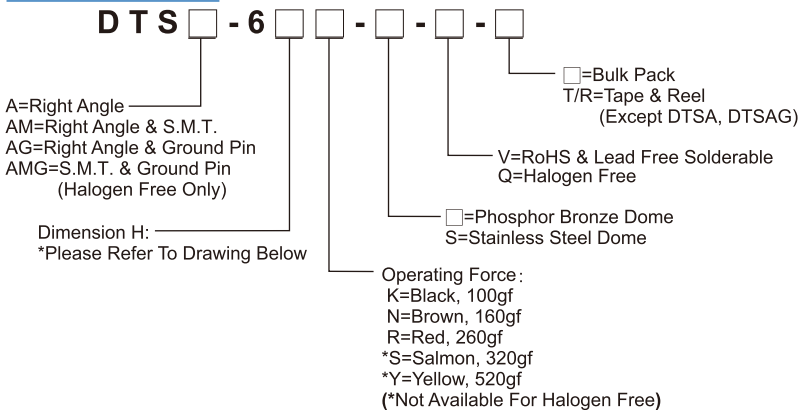 DTS□-6□□-□-□-□
□=Bulk Pack
T/R=Tape & Reel
(Except DTSA, DTSAG)
A=Right Angle
AM=Right Angle & S.M.T.
AG=Right Angle & Ground Pin
AMG=S.M.T. & Ground Pin
(Halogen Free Only)
V=RoHS & Lead Free Solderable
Q=Halogen Free
□=Phosphor Bronze Dome
S=Stainless Steel Dome
Dimension H:
*Please Refer To Drawing Below
Operating Force:
K=Black, 100gf
N=Brown, 160gf
R=Red, 260gf
*S=Salmon, 320gf
*Y=Yellow, 520gf
(*Not Available For Halogen Free)